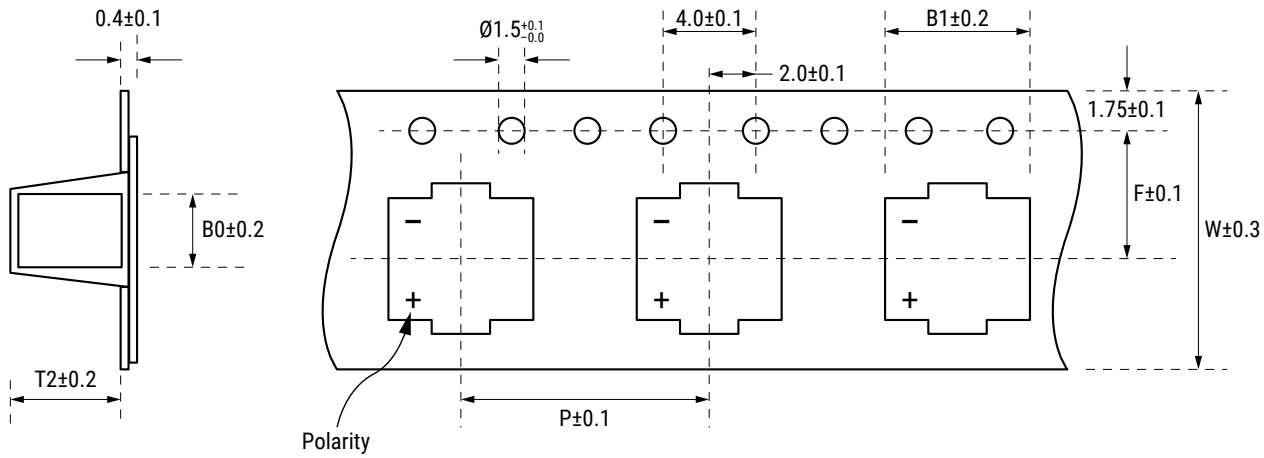 0.4±0.1
Ø1.5+0.1
−0.0
4.0±0.1
B1±0.2
2.0±0.1
1.75±0.1
B0±0.2
F±0.1
W±0.3
−
−
−
+
+
+
T2±0.2
P±0.1
Polarity